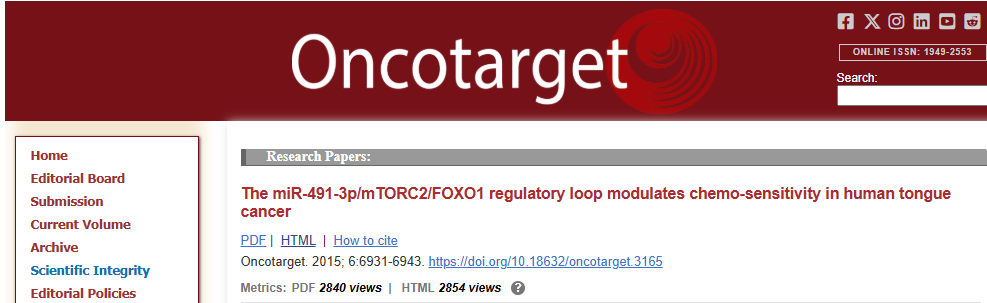 Oncotarget
ONLINE ISSN: 1949-2553
Search:
Home
Editorial Board
Submission
Current Volume
Archive
Scientific Integrity
Editorial Policies
Research Papers:
The miR-491-3p/mTORC2/FOXO1 regulatory loop modulates chemo-sensitivity in human tongue
cancer
PDF | HTML | How to cite
Oncotarget. 2015; 6:6931-6943. https://doi.org/10.18632/oncotarget.3165
Metrics: PDF 2840 views | HTML 2854 views ?